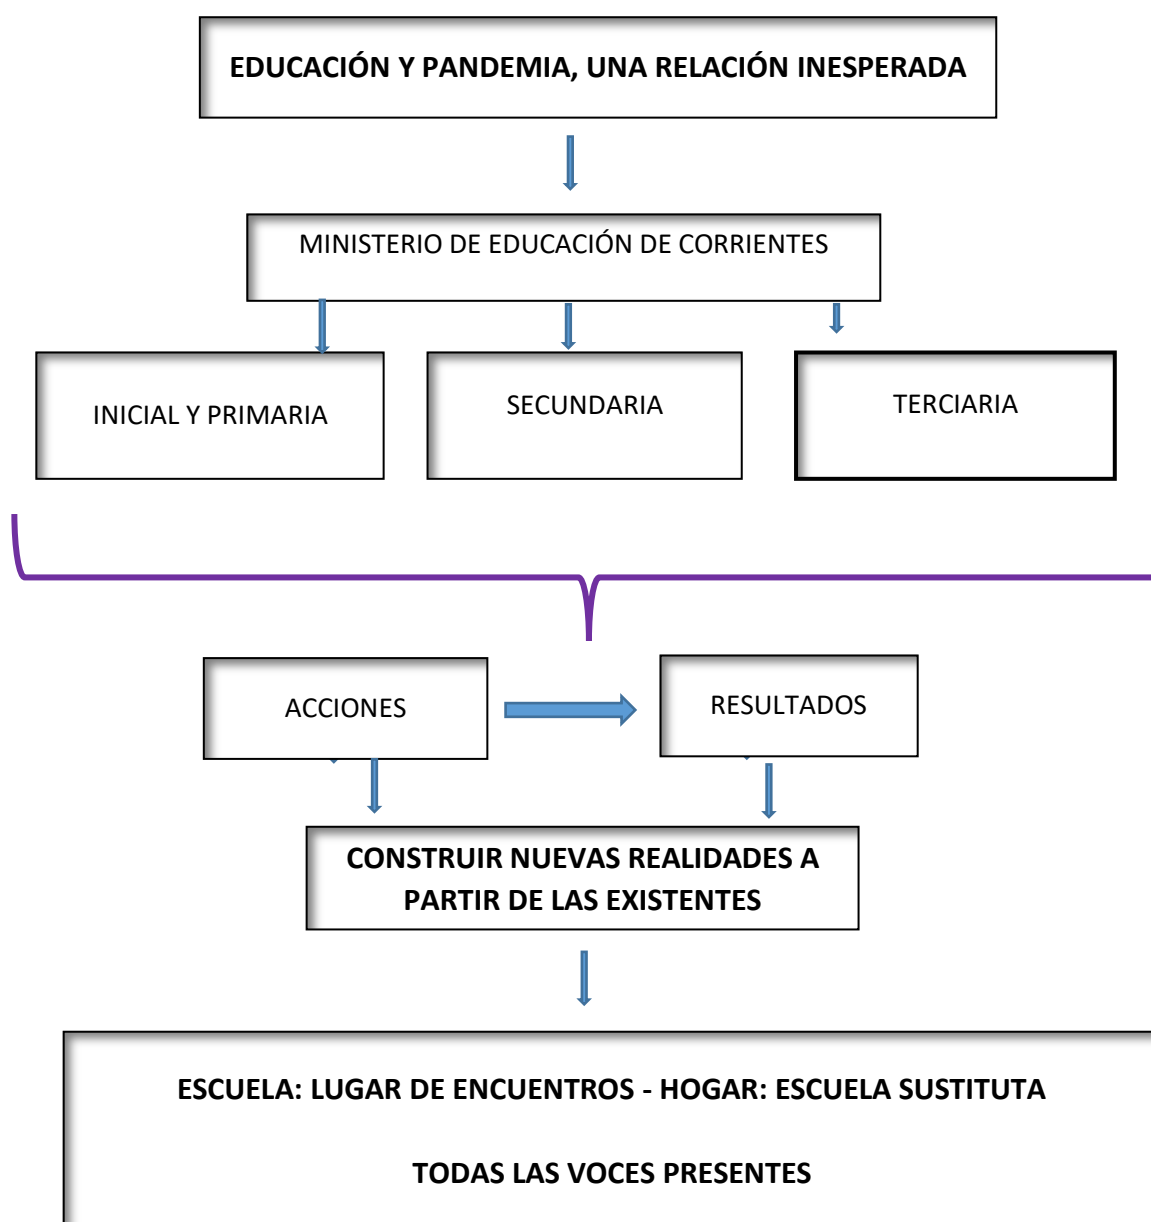 EDUCACIÓN Y PANDEMIA, UNA RELACIÓN INESPERADA
MINISTERIO DE EDUCACIÓN DE CORRIENTES
INICIAL Y PRIMARIA
SECUNDARIA
TERCIARIA
ACCIONES
RESULTADOS
CONSTRUIR NUEVAS REALIDADES A
PARTIR DE LAS EXISTENTES
ESCUELA: LUGAR DE ENCUENTROS - HOGAR: ESCUELA SUSTITUTA
TODAS LAS VOCES PRESENTES